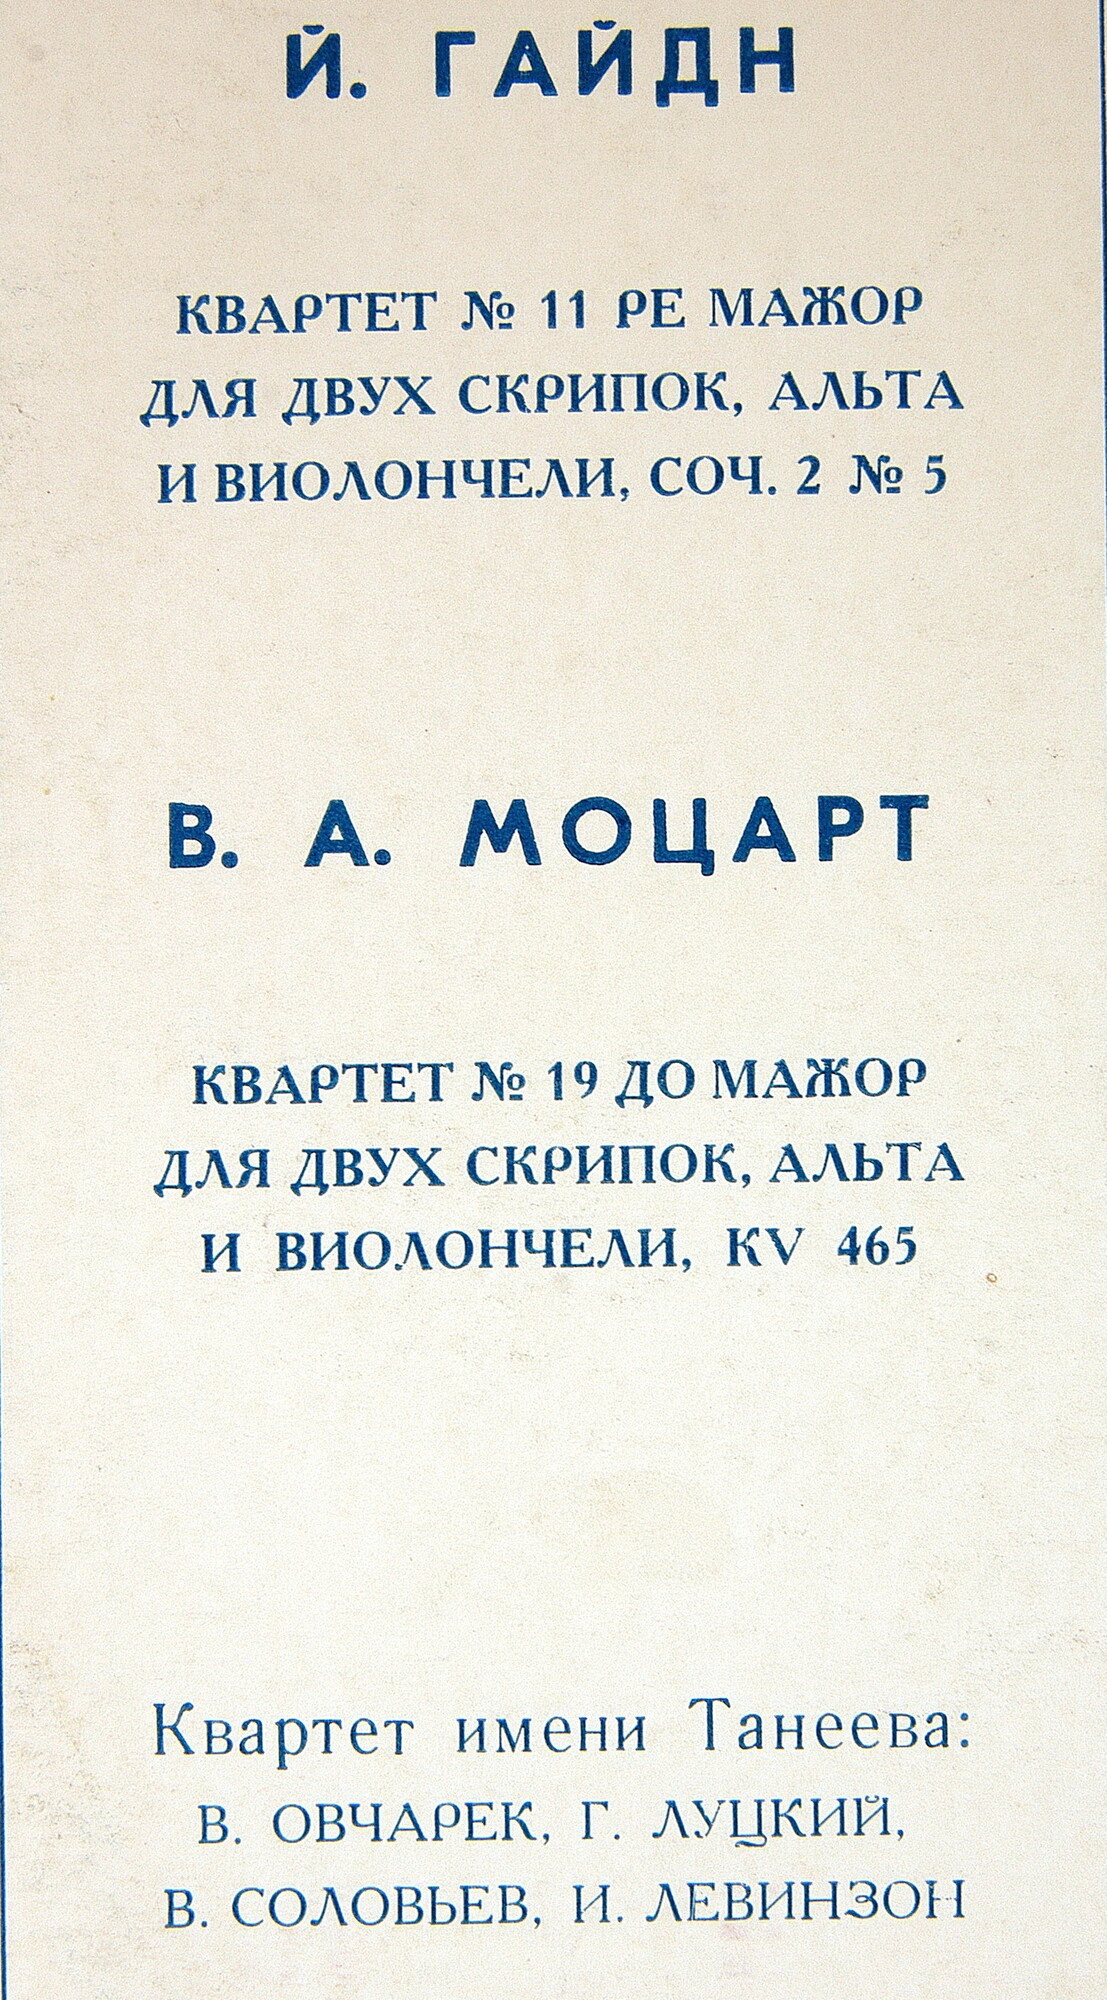 Й. ГАЙДН
КВАРТЕТ № 11 РЕ МАЖОР
ДЛЯ ДВУХ СКРИПОК, АЛЬТА
И ВИОЛОНЧЕЛИ, СОЧ. 2 № 5
В. А. МОЦАРТ
КВАРТЕТ № 19 ДО МАЖОР
ДЛЯ ДВУХ СКРИПОК, АЛЬТА
И ВИОЛОНЧЕЛИ, KV 465
Квартет имени Танеева:
В. ОВЧАРЕК, Г. ЛУЦКИЙ,
В. СОЛОВЬЕВ, И. ЛЕВИНЗОН